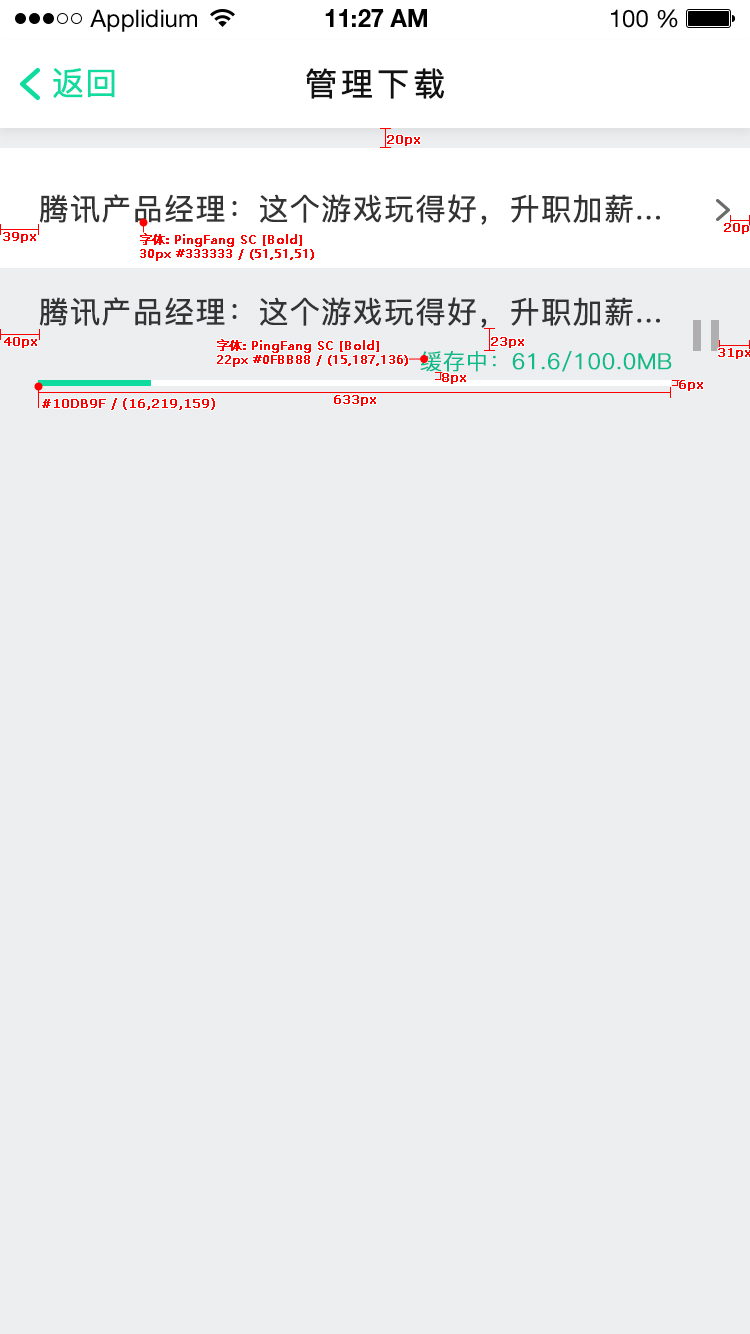 Applidium 11:27 AM 100 %
返回 管理下载
20px
腾讯产品经理：这个游戏玩得好，升职加薪...
39px
20p
字体: PingFang SC [Bold]
30px #333333 / (51,51,51)
腾讯产品经理：这个游戏玩得好，升职加薪...
40px
23px
31px
字体: PingFang SC [Bold]
22px #0FBB88 / (15,187,136)
缓存中：61.6/100.0MB
8px
6px
633px
#10DB9F / (16,219,159)